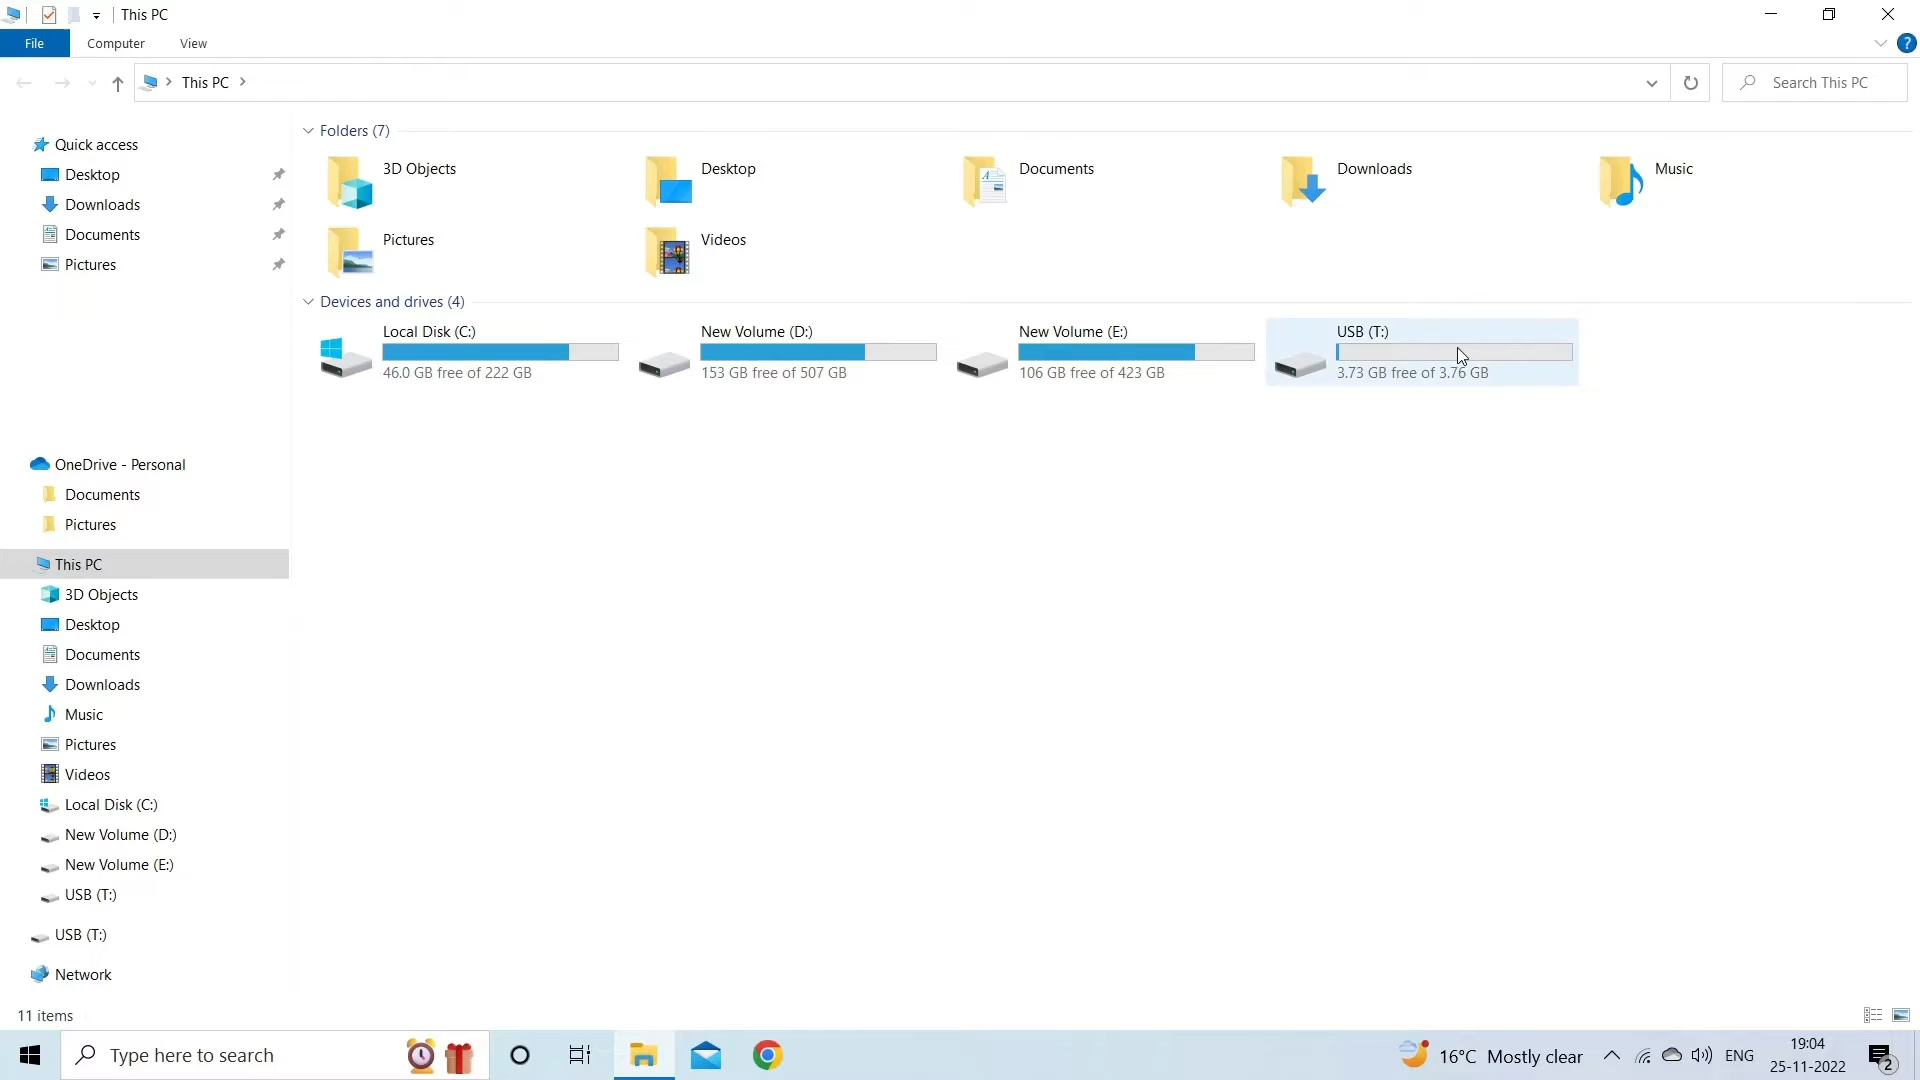 This PC
File Computer View
This PC
Search This PC
Quick access
Desktop
Downloads
Documents
Pictures
OneDrive - Personal
Documents
Pictures
This PC
3D Objects
Desktop
Documents
Downloads
Music
Pictures
Videos
Local Disk (C:)
New Volume (D:)
New Volume (E:)
USB (T:)
USB (T:)
Network
Folders (7)
3D Objects Desktop Documents Downloads Music
Pictures Videos
Devices and drives (4)
Local Disk (C:) New Volume (D:) New Volume (E:) USB (T:)
46.0 GB free of 222 GB 153 GB free of 507 GB 106 GB free of 423 GB 3.73 GB free of 3.76 GB
11 items
Type here to search
16°C Mostly clear
ENG
19:04
25-11-2022
2